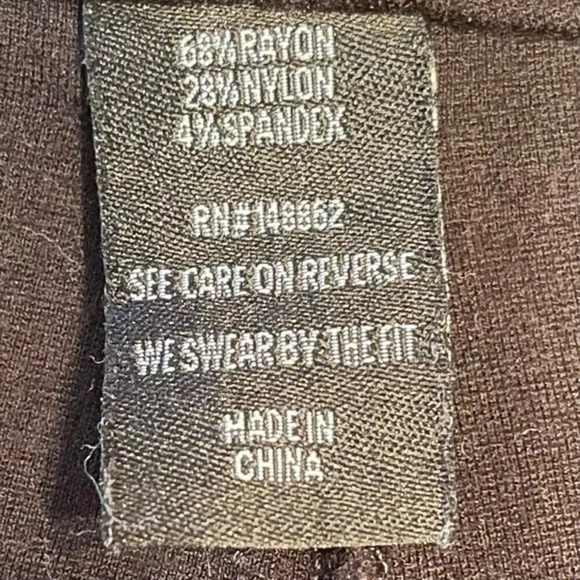 68% RAYON
28% NYLON
4% SPANDEX
RN# 148862
SEE CARE ON REVERSE
WE SWEAR BY THE FIT
MADE IN
CHINA